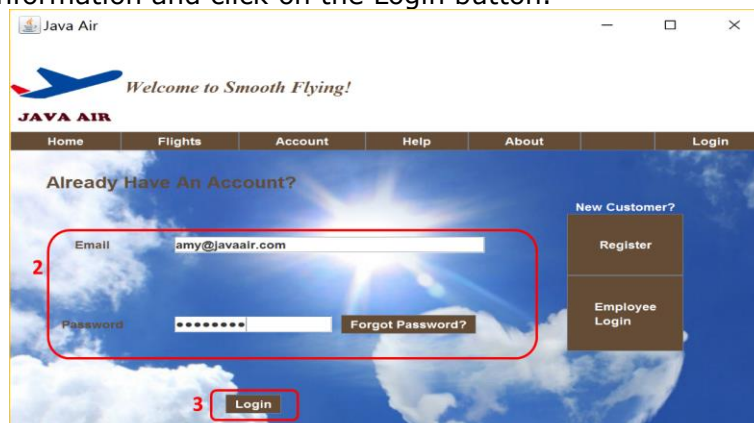 nformation and click on the Login button.
Java Air
Welcome to Smooth Flying!
JAVA AIR
Home Flights Account Help About Login
Already Have An Account?
New Customer?
Email amy@javaair.com Register
2
Employee
Login
Password •••••••• Forgot Password?
3 Login